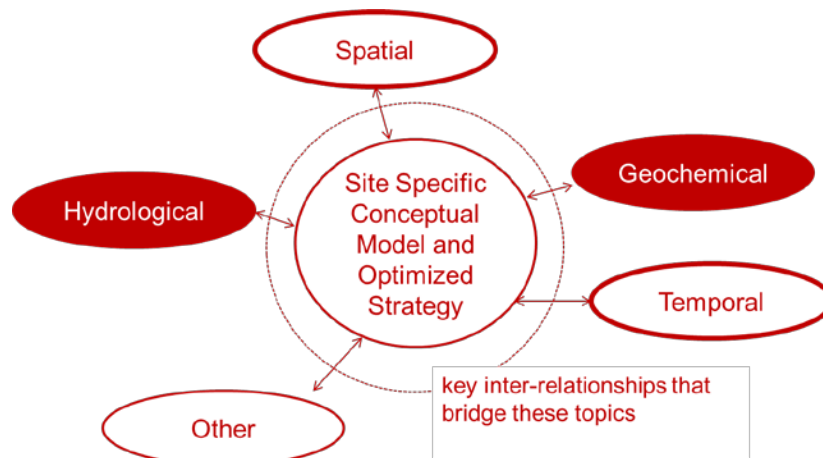 Spatial
Geochemical
Hydrological
Site Specific
Conceptual
Model and
Optimized
Strategy
Temporal
key inter-relationships that
bridge these topics
Other